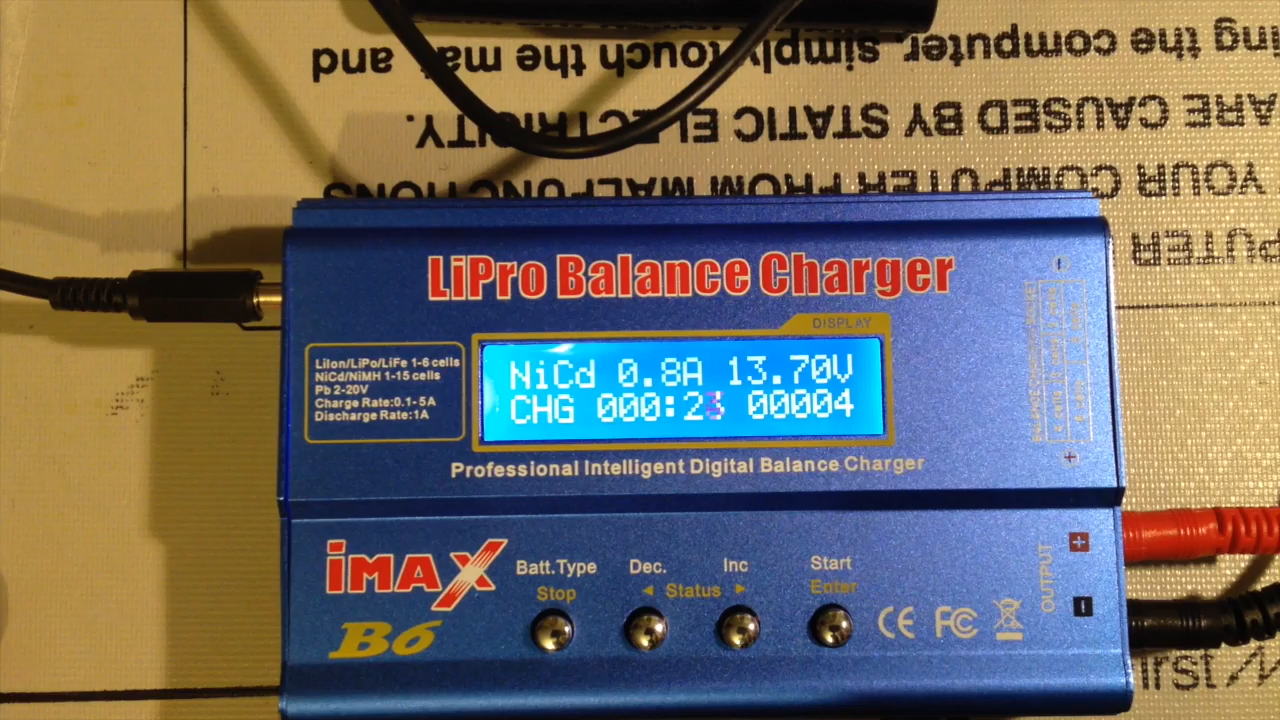 ing the computer, simply touch the mat, and
ARE CAUSED BY STATIC ELECTRICITY.
YOUR COMPUTER FROM MALFUNCTIONS
PUTER
LiPro Balance Charger
DISPLAY
LiIon/LiPo/LiFe 1-6 cells
NiCd/NiMH 1-15 cells
Pb 2-20V
Charge Rate:0.1-5A
Discharge Rate:1A
NiCd 0.8A 13.70V
CHG 000:23 00004
Professional Intelligent Digital Balance Charger
iMAX
B6
Batt.Type
Stop
Dec.
Inc
◄ Status ►
Start
Enter
CE FC
OUTPUT
+
-
irst